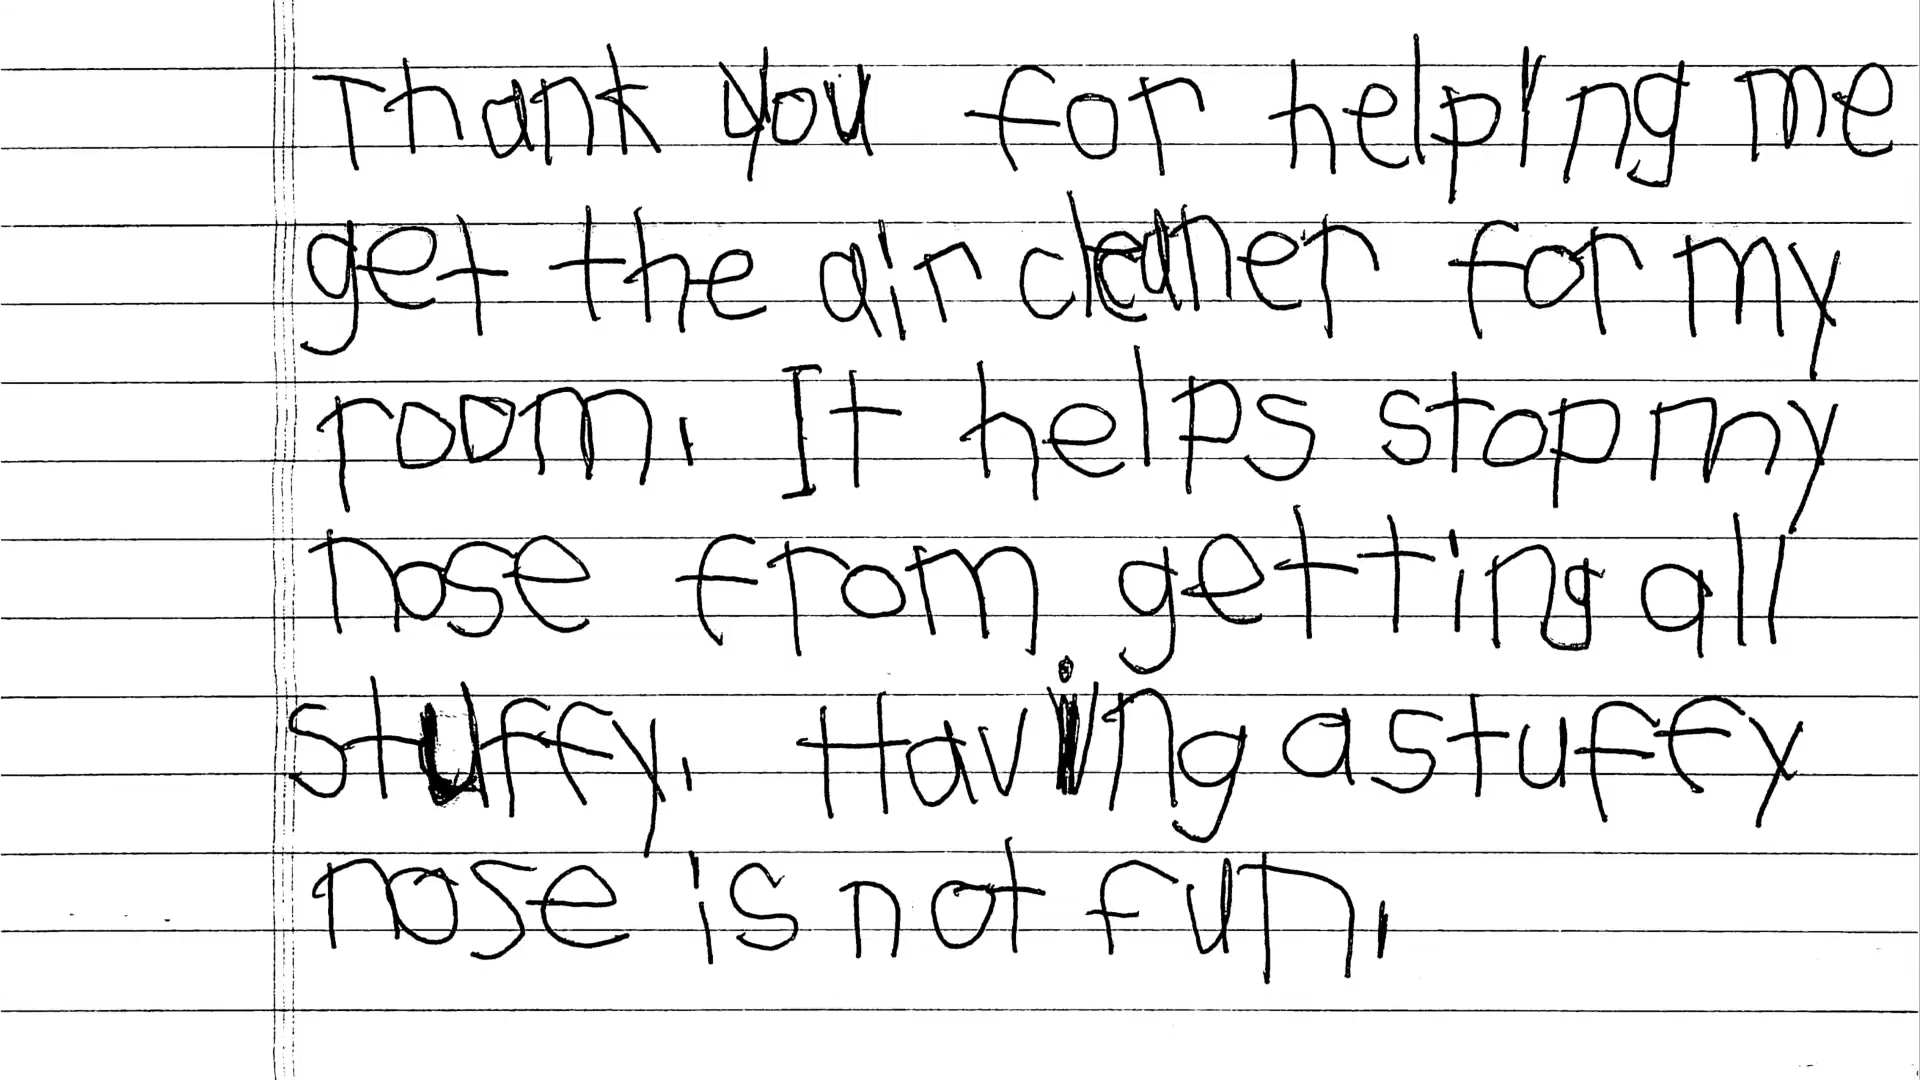 Thank you for helping me
get the air cleaner for my
room. It helps stop my
nose from getting all
stuffy. Having a stuffy
nose is not fun.